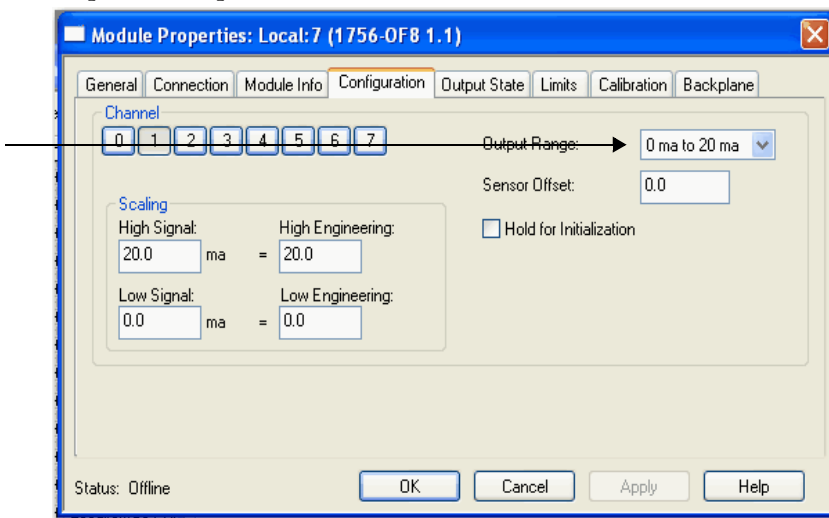 Module Properties: Local:7 (1756-OF8 1.1)
General Connection Module Info Configuration Output State Limits Calibration Backplane
Channel
0 1 2 3 4 5 6 7
Output Range: 0 ma to 20 ma
Sensor Offset: 0.0
Hold for Initialization
Scaling
High Signal: High Engineering:
20.0 ma = 20.0
Low Signal: Low Engineering:
0.0 ma = 0.0
Status: Offline OK Cancel Apply Help